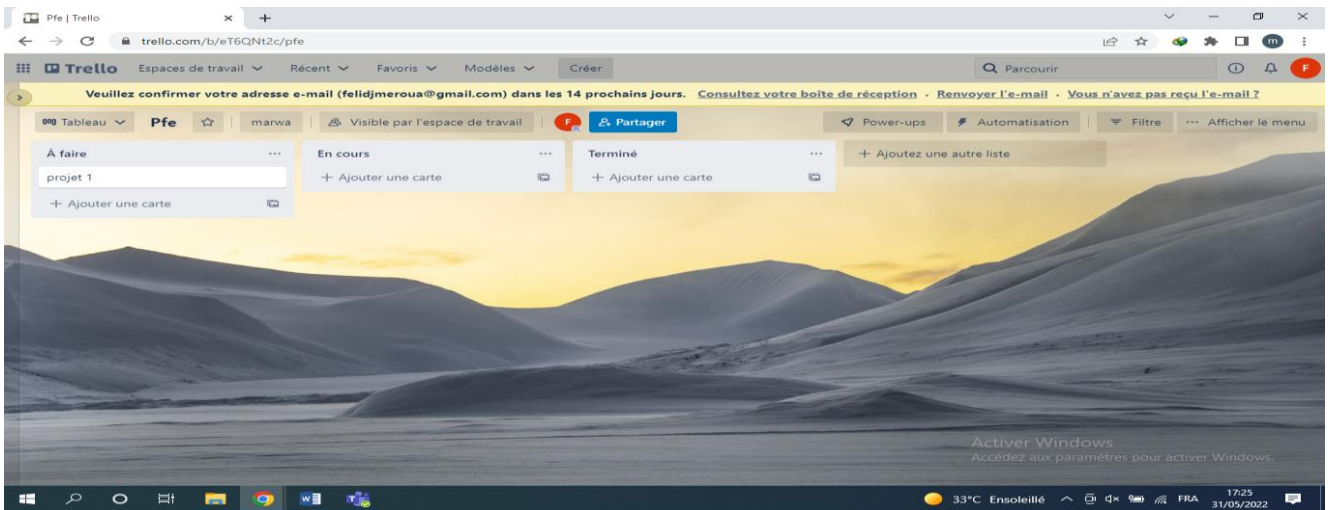 Pfe | Trello
trello.com/b/eT6QNt2c/pfe
m
Trello Espaces de travail Récent Favoris Modèles Créer Parcourir F
Veuillez confirmer votre adresse e-mail (felidjmeroua@gmail.com) dans les 14 prochains jours. Consultez votre boîte de réception · Renvoyer l'e-mail · Vous n'avez pas reçu l'e-mail ?
Tableau Pfe marwa Visible par l'espace de travail F Partager Power-ups Automatisation Filtre ··· Afficher le menu
À faire ··· En cours ··· Terminé ··· + Ajoutez une autre liste
projet 1 + Ajouter une carte + Ajouter une carte
+ Ajouter une carte
Activer Windows
Accédez aux paramètres pour activer Windows.
33°C Ensoleillé FRA 17:25
31/05/2022